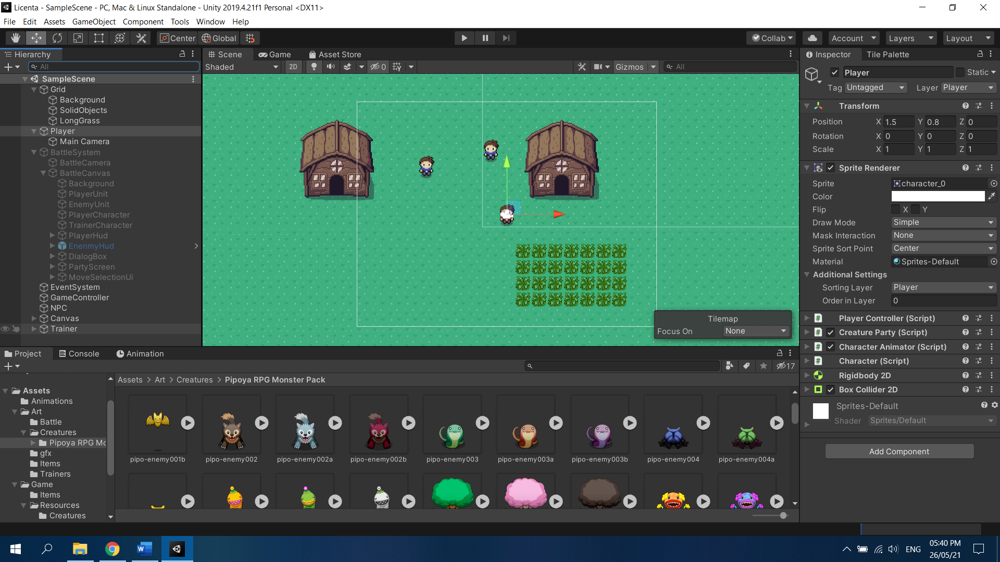 Licenta - SampleScene - PC, Mac & Linux Standalone - Unity 2019.4.21f1 Personal <DX11>
File Edit Assets GameObject Component Tools Window Help
Center Global Collab Account Layers Layout
Hierarchy
All
SampleScene
Grid
Background
SolidObjects
LongGrass
Player
Main Camera
BattleSystem
BattleCamera
BattleCanvas
Background
PlayerUnit
EnemyUnit
PlayerCharacter
TrainerCharacter
PlayerHud
EnenmyHud
DialogBox
PartyScreen
MoveSelectionUi
EventSystem
GameController
NPC
Canvas
Trainer
Scene Game Asset Store
Shaded 2D 0 Gizmos All
Tilemap
Focus On None
Inspector Tile Palette
Player Static
Tag Untagged Layer Player
Transform
Position X 1.5 Y 0.8 Z 0
Rotation X 0 Y 0 Z 0
Scale X 1 Y 1 Z 1
Sprite Renderer
Sprite character_0
Color
Flip X Y
Draw Mode Simple
Mask Interaction None
Sprite Sort Point Center
Material Sprites-Default
Additional Settings
Sorting Layer Player
Order in Layer 0
Player Controller (Script)
Creature Party (Script)
Character Animator (Script)
Character (Script)
Rigidbody 2D
Box Collider 2D
Sprites-Default
Shader Sprites/Default
Add Component
Project Console Animation
17
Assets
Animations
Art
Battle
Creatures
Pipoya RPG Mo
gfx
Items
Trainers
Game
Items
Resources
Creatures
Assets > Art > Creatures > Pipoya RPG Monster Pack
pipo-enemy001b pipo-enemy002 pipo-enemy002a pipo-enemy002b pipo-enemy003 pipo-enemy003a pipo-enemy003b pipo-enemy004 pipo-enemy004a
ENG
05:40 PM
26/05/21